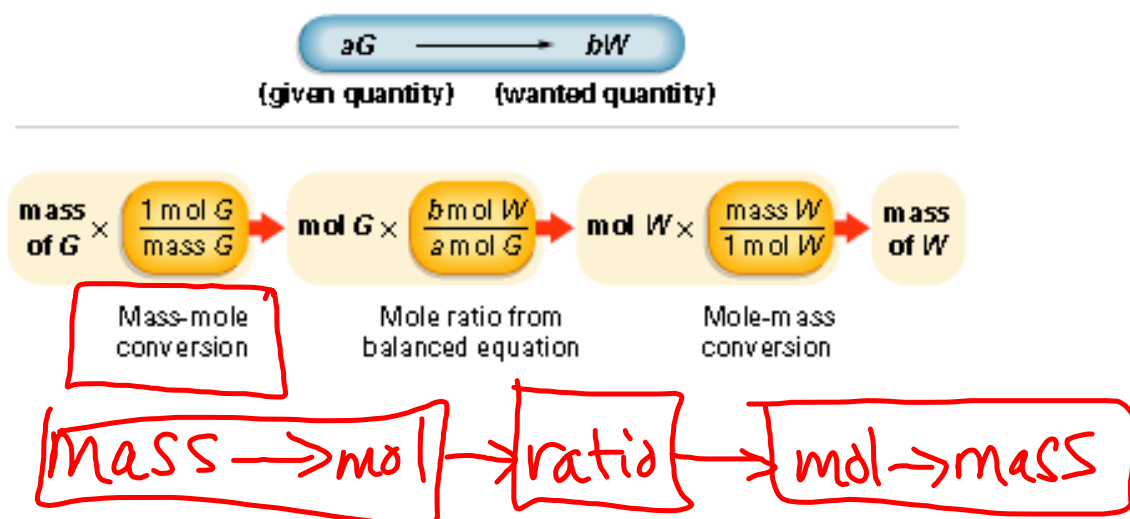 aG ⟶ bW
(given quantity) (wanted quantity)
mass of G × 1 mol G / mass G → mol G × b mol W / a mol G → mol W × mass W / 1 mol W → mass of W
Mass-mole Mole ratio from Mole-mass
conversion balanced equation conversion
mass → mol → ratio → mol → mass